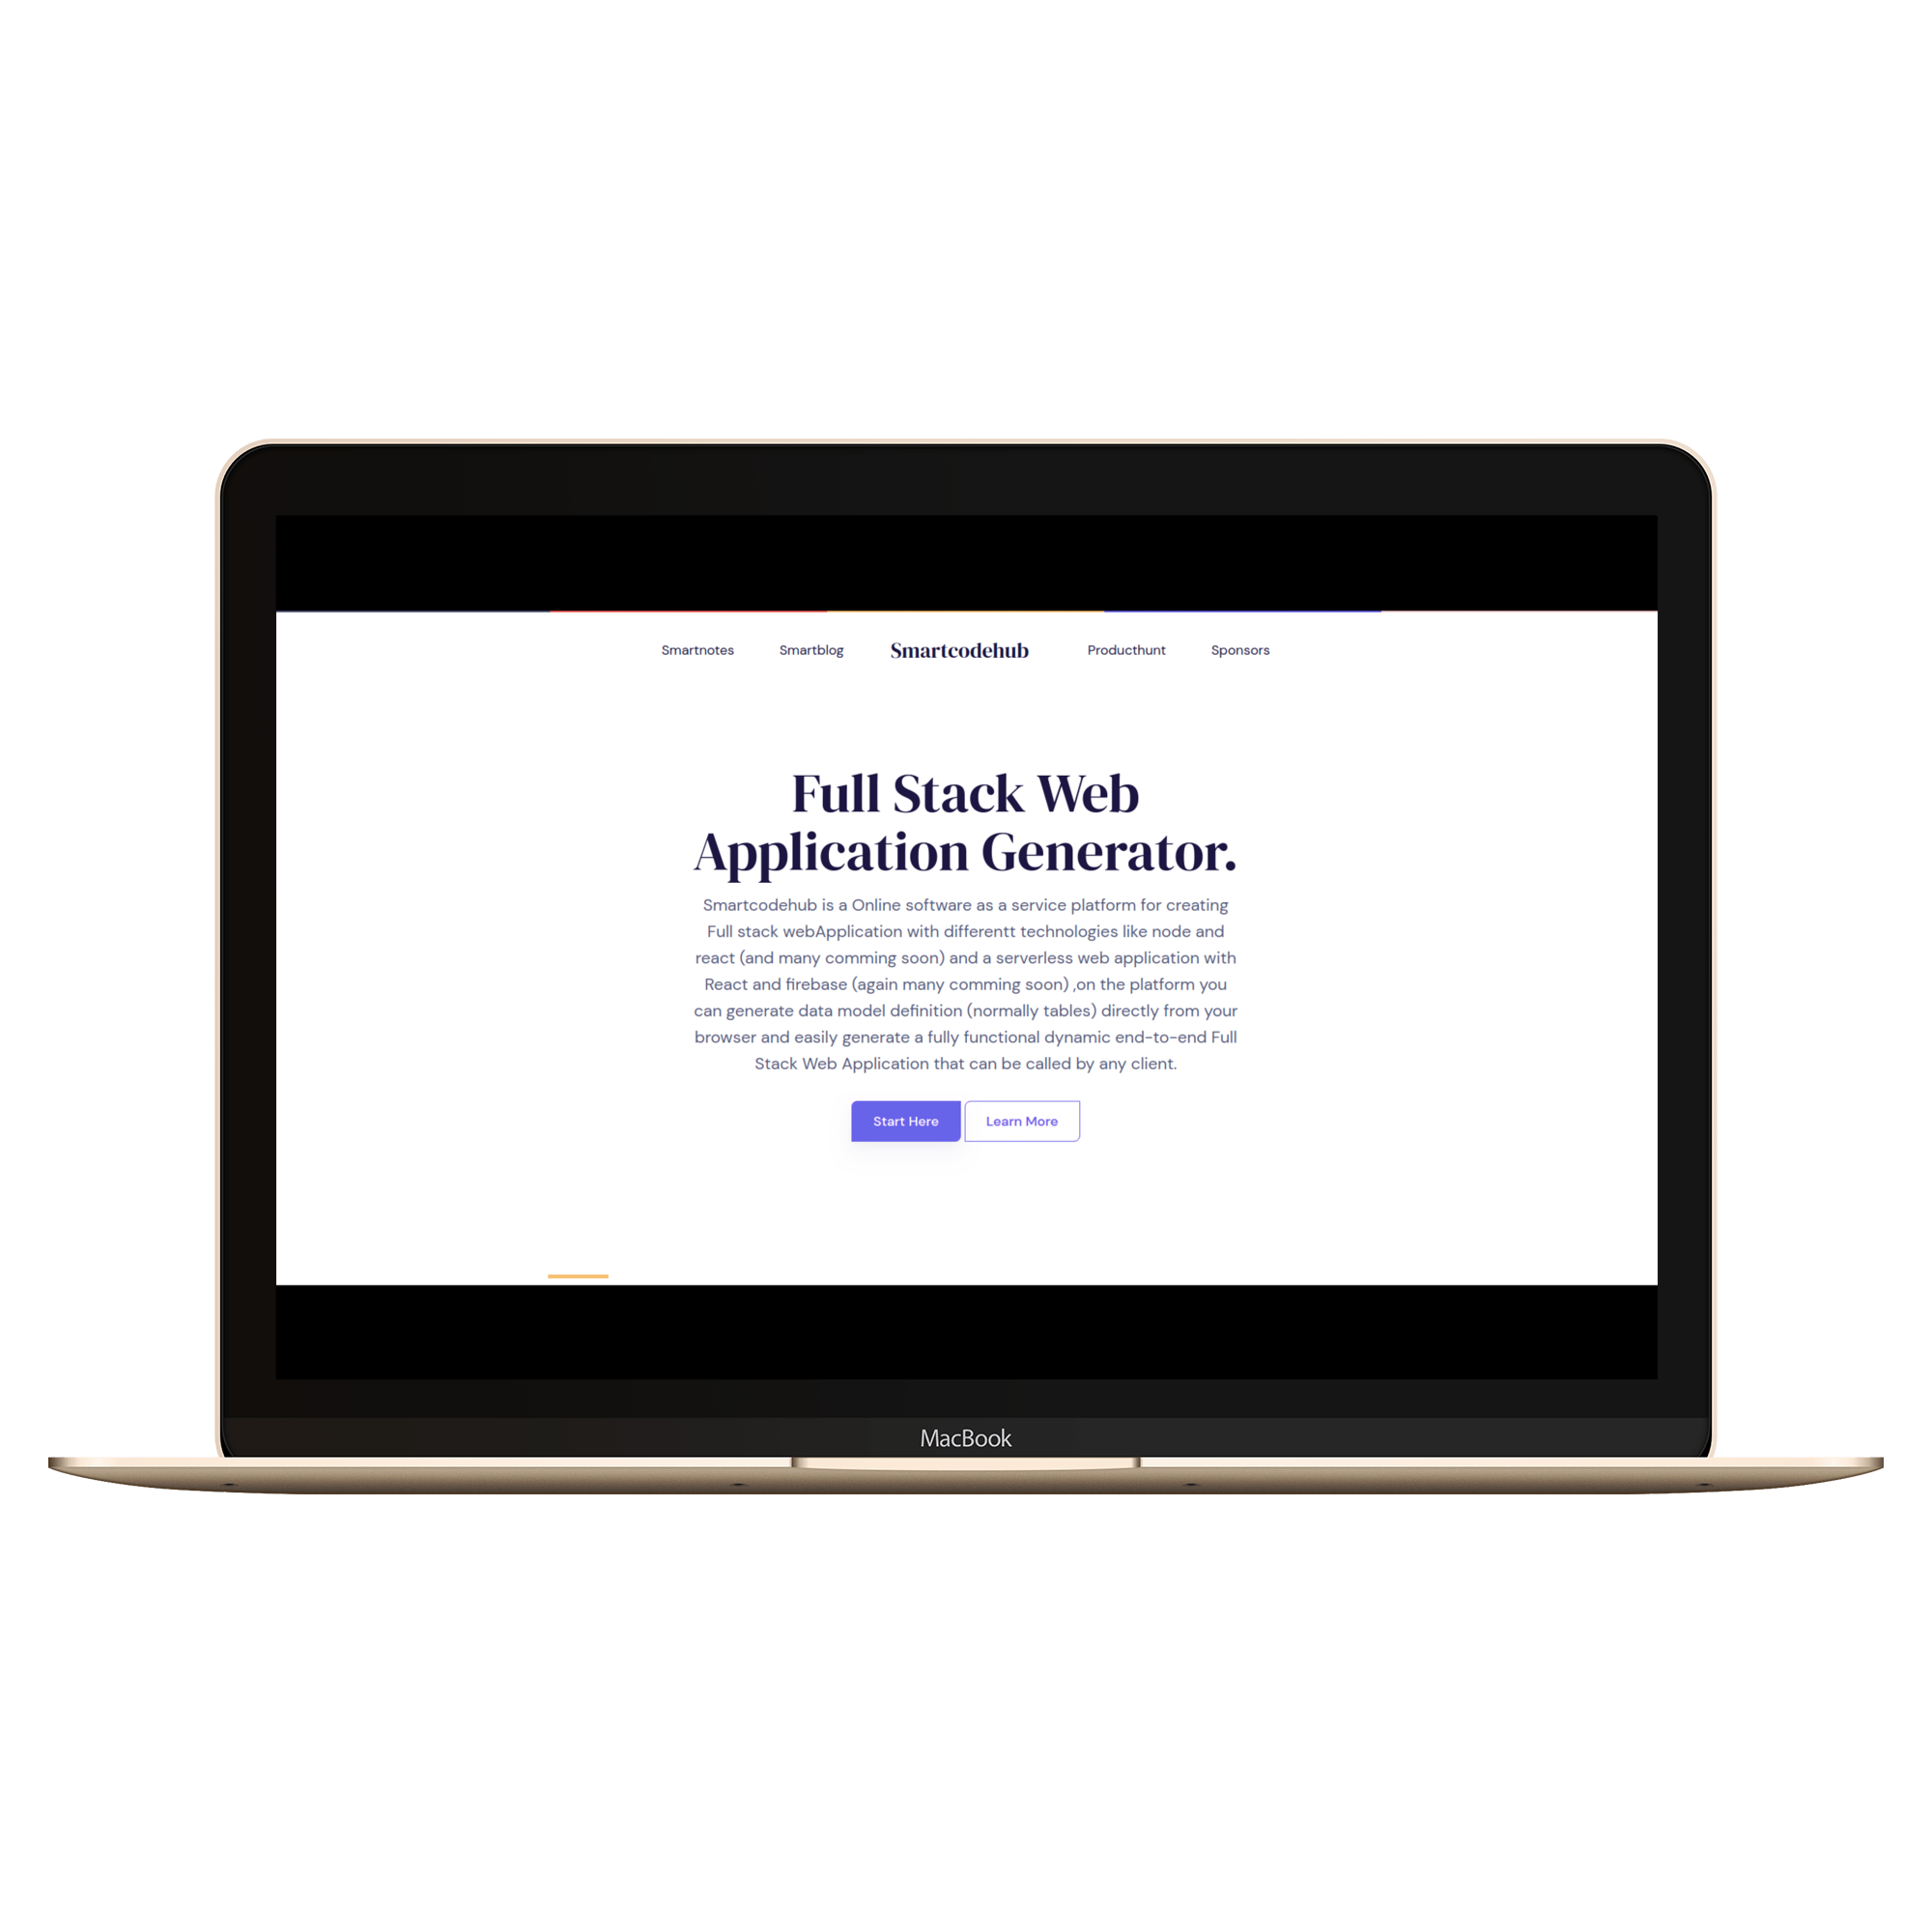 Smartnotes Smartblog Smartcodehub Producthunt Sponsors
Full Stack Web
Application Generator.
Smartcodehub is a Online software as a service platform for creating
Full stack webApplication with differentt technologies like node and
react (and many comming soon) and a serverless web application with
React and firebase (again many comming soon) ,on the platform you
can generate data model definition (normally tables) directly from your
browser and easily generate a fully functional dynamic end-to-end Full
Stack Web Application that can be called by any client.
Start Here Learn More
MacBook